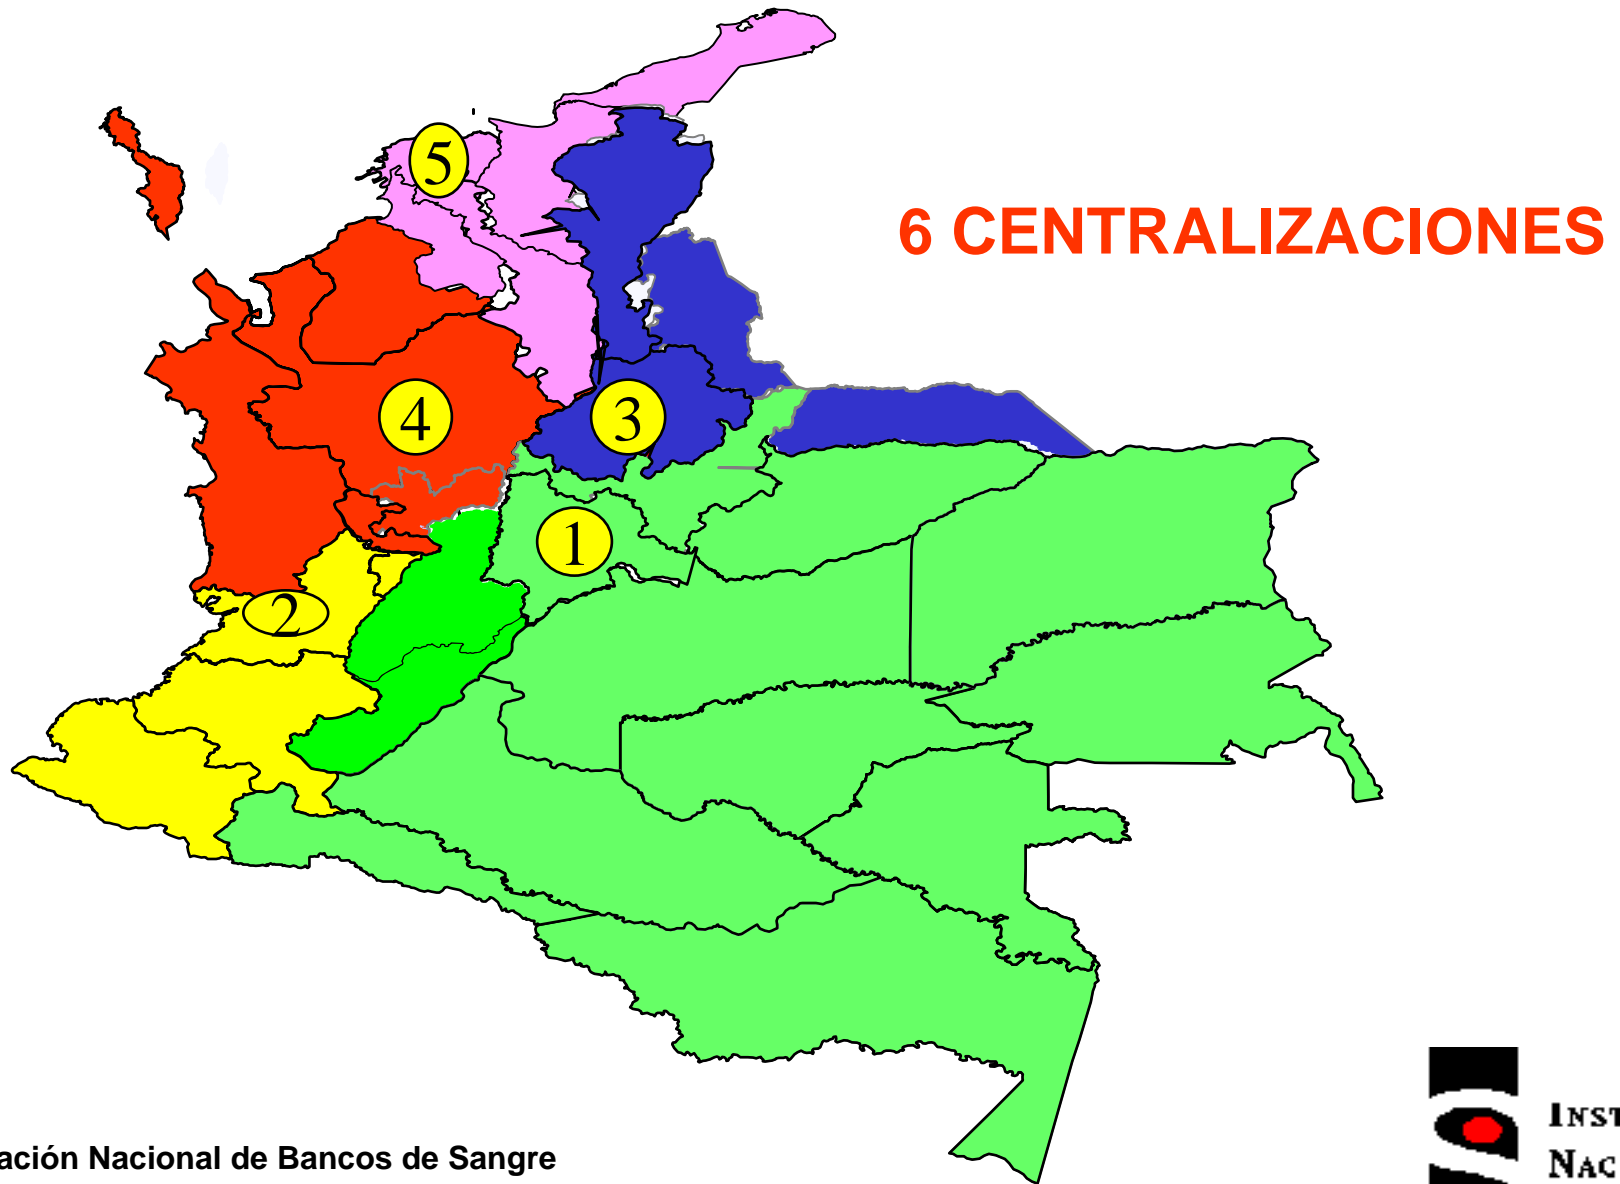 5
6 CENTRALIZACIONES
4
3
1
2
ación Nacional de Bancos de Sangre
INST
NAC